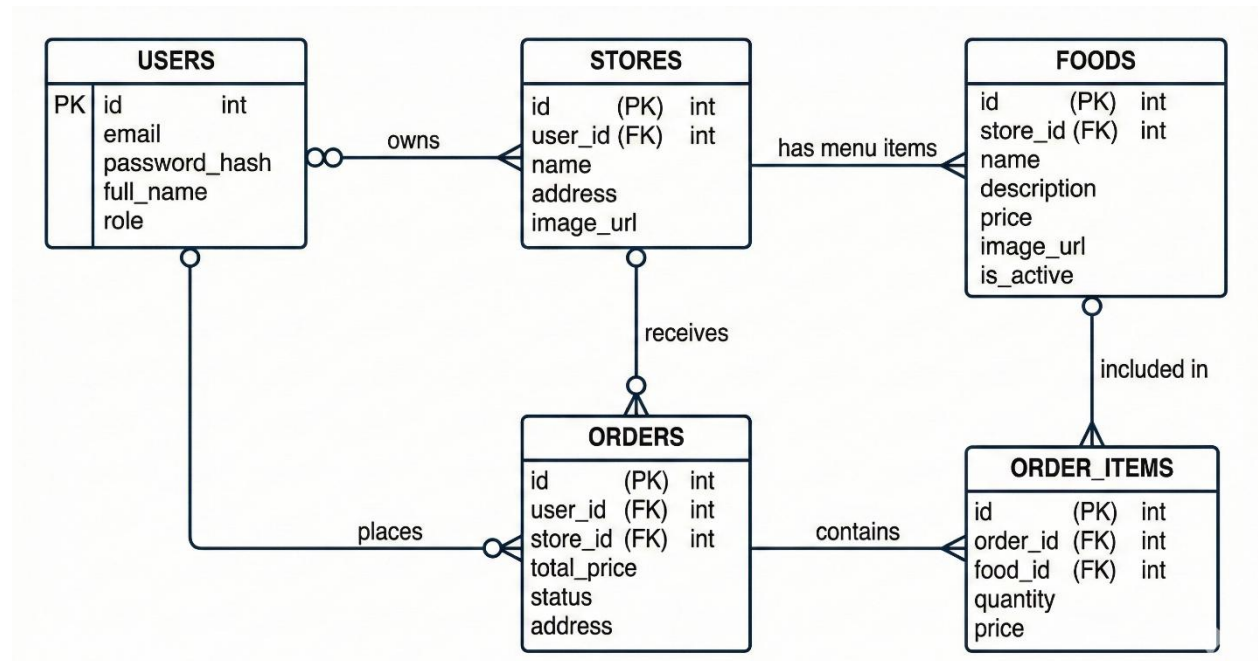 USERS
PK id int
email
password_hash
full_name
role
owns
STORES
id (PK) int
user_id (FK) int
name
address
image_url
has menu items
FOODS
id (PK) int
store_id (FK) int
name
description
price
image_url
is_active
receives
included in
places
ORDERS
id (PK) int
user_id (FK) int
store_id (FK) int
total_price
status
address
contains
ORDER_ITEMS
id (PK) int
order_id (FK) int
food_id (FK) int
quantity
price